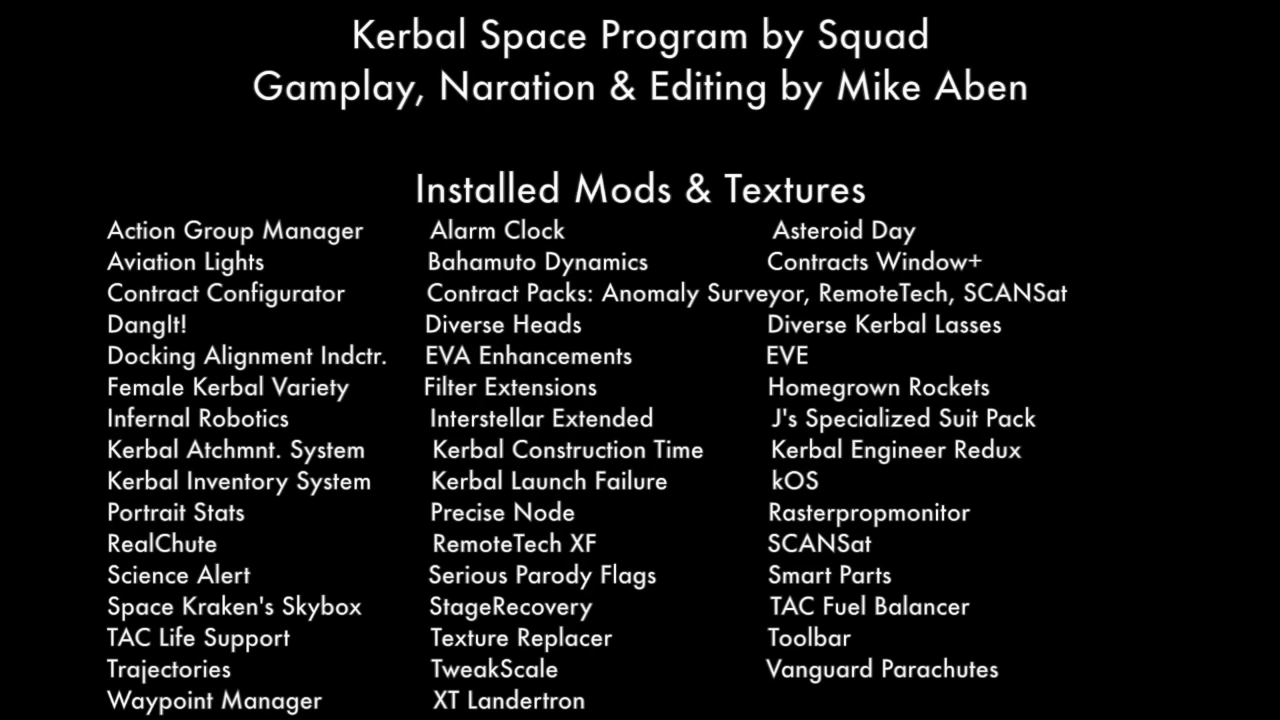 Kerbal Space Program by Squad
Gamplay, Naration & Editing by Mike Aben
Installed Mods & Textures
Action Group Manager Alarm Clock Asteroid Day
Aviation Lights Bahamuto Dynamics Contracts Window+
Contract Configurator Contract Packs: Anomaly Surveyor, RemoteTech, SCANSat
DangIt! Diverse Heads Diverse Kerbal Lasses
Docking Alignment Indctr. EVA Enhancements EVE
Female Kerbal Variety Filter Extensions Homegrown Rockets
Infernal Robotics Interstellar Extended J's Specialized Suit Pack
Kerbal Atchmnt. System Kerbal Construction Time Kerbal Engineer Redux
Kerbal Inventory System Kerbal Launch Failure kOS
Portrait Stats Precise Node Rasterpropmonitor
RealChute RemoteTech XF SCANSat
Science Alert Serious Parody Flags Smart Parts
Space Kraken's Skybox StageRecovery TAC Fuel Balancer
TAC Life Support Texture Replacer Toolbar
Trajectories TweakScale Vanguard Parachutes
Waypoint Manager XT Landertron